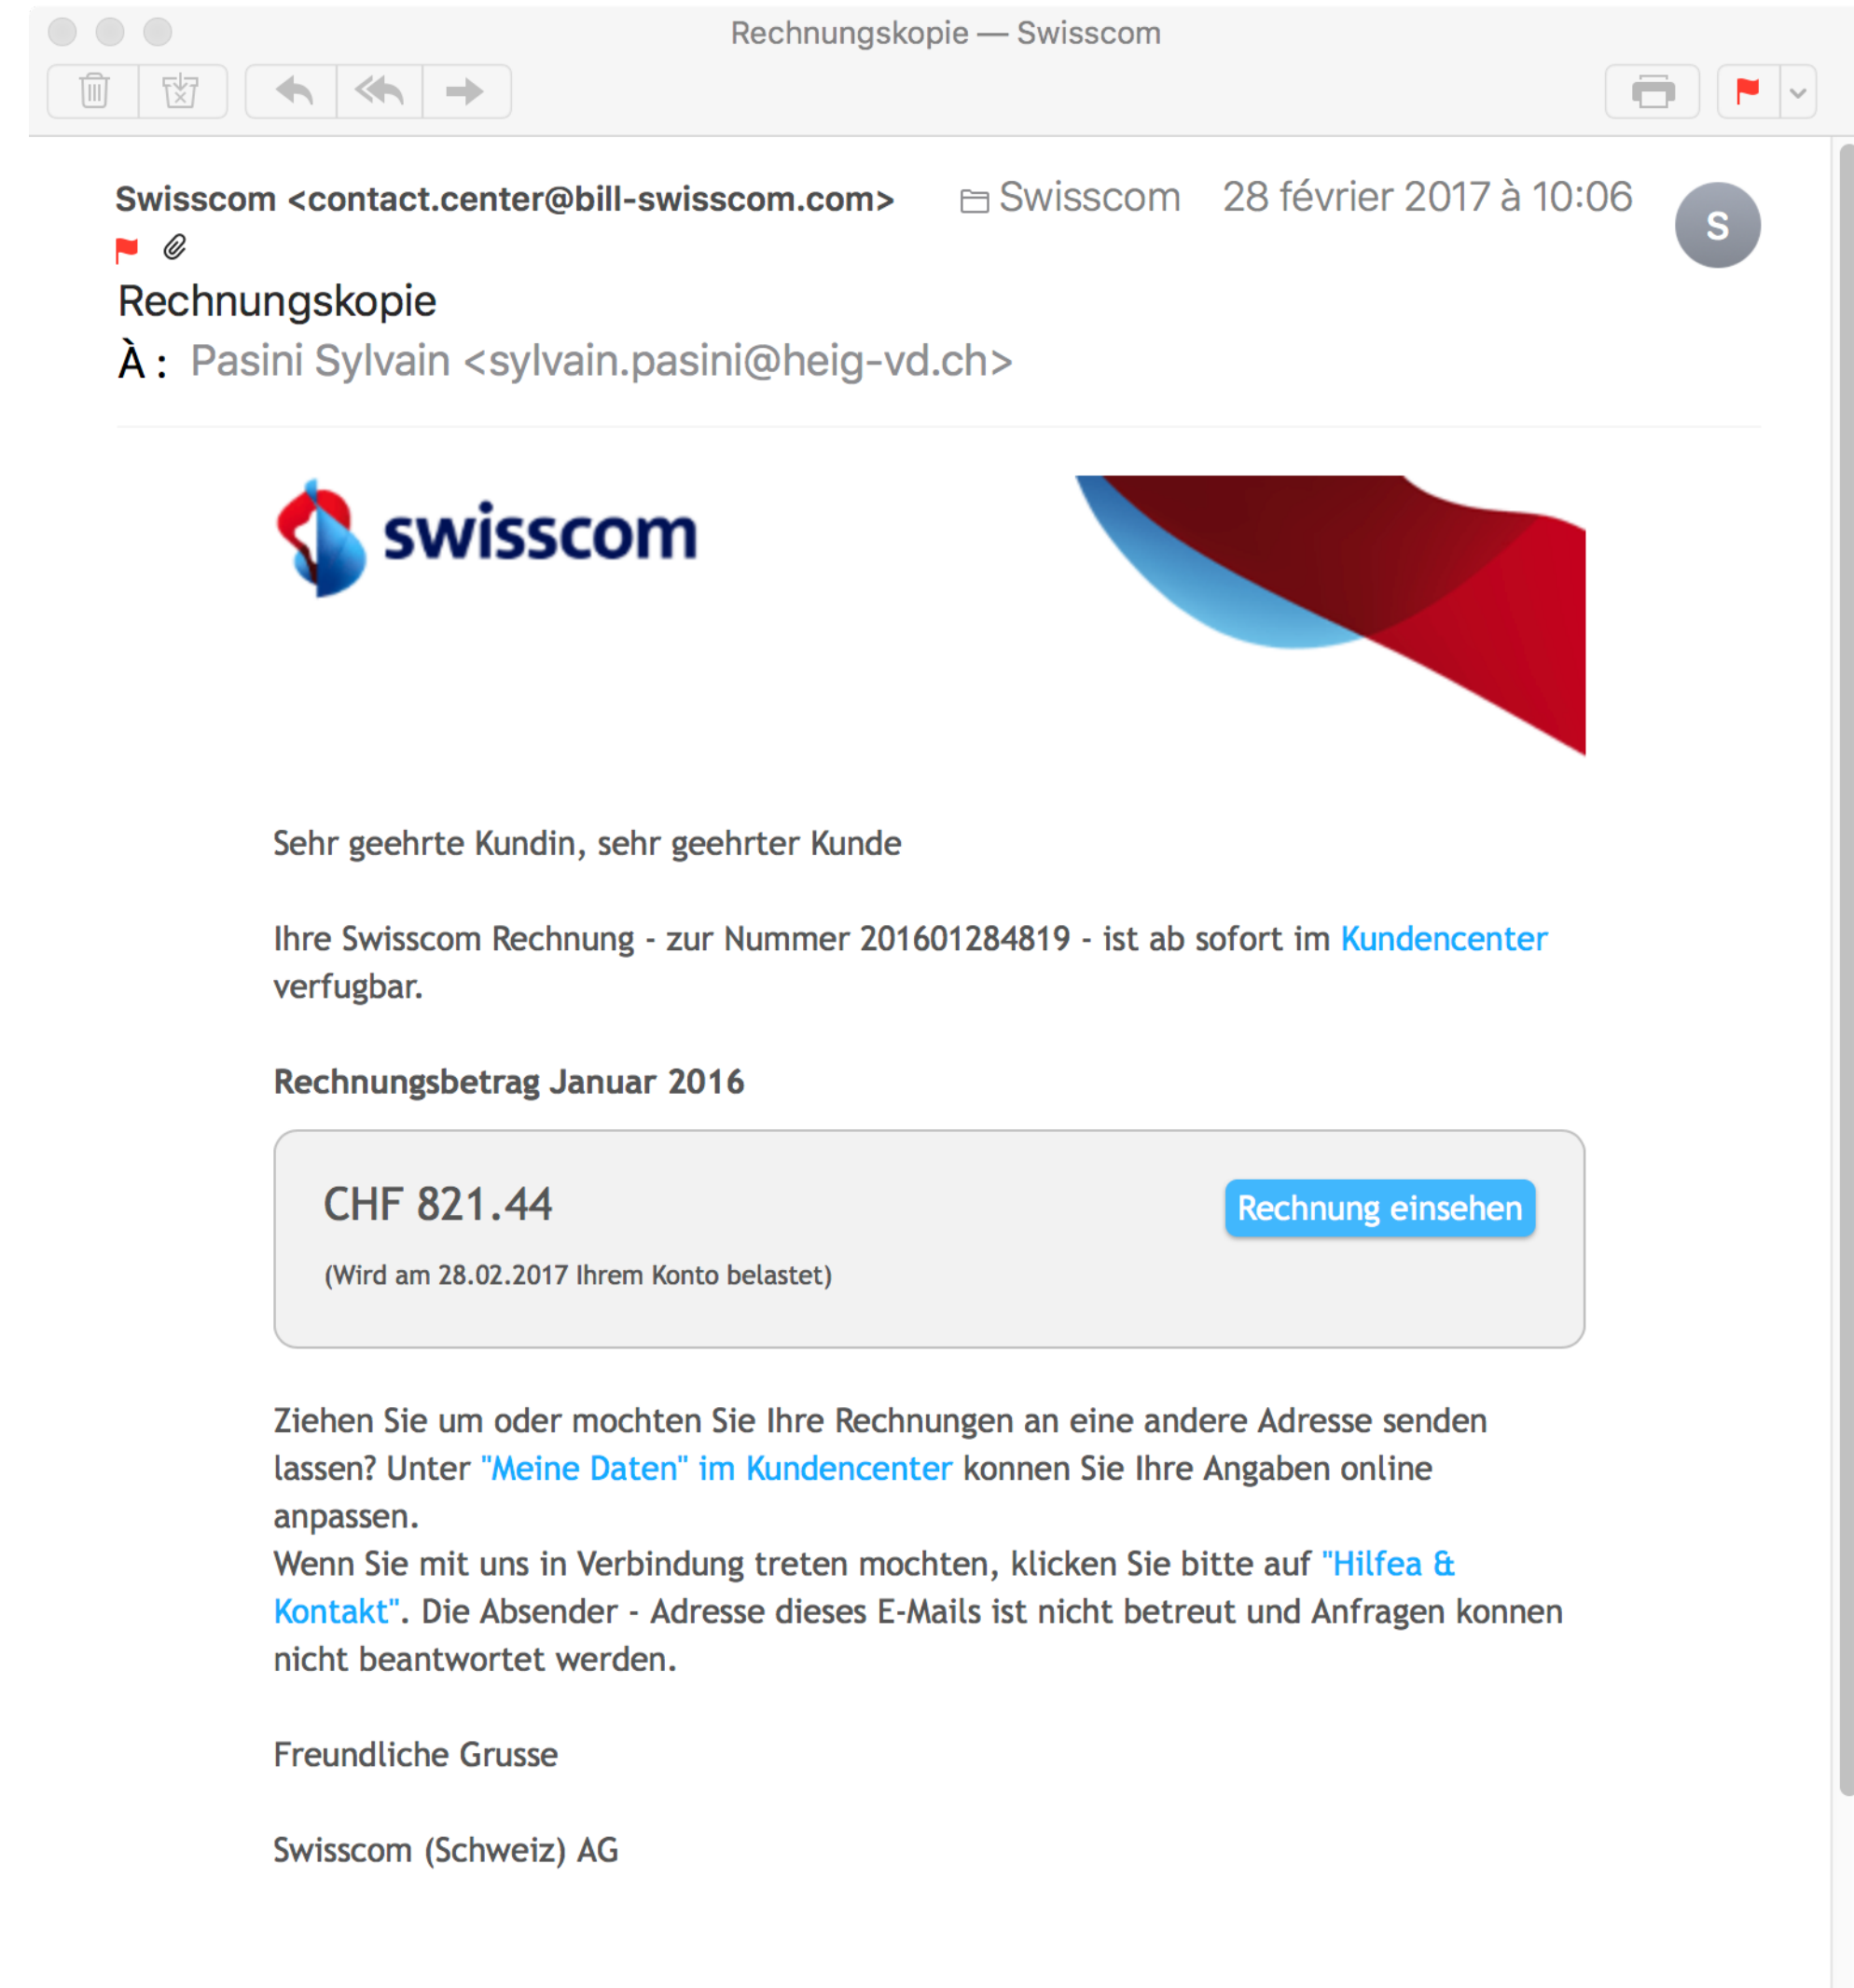 Rechnungskopie — Swisscom
Swisscom <contact.center@bill-swisscom.com> Swisscom 28 février 2017 à 10:06
S
Rechnungskopie
À : Pasini Sylvain <sylvain.pasini@heig-vd.ch>
swisscom
Sehr geehrte Kundin, sehr geehrter Kunde
Ihre Swisscom Rechnung - zur Nummer 201601284819 - ist ab sofort im Kundencenter
verfugbar.
Rechnungsbetrag Januar 2016
CHF 821.44
Rechnung einsehen
(Wird am 28.02.2017 Ihrem Konto belastet)
Ziehen Sie um oder mochten Sie Ihre Rechnungen an eine andere Adresse senden
lassen? Unter "Meine Daten" im Kundencenter konnen Sie Ihre Angaben online
anpassen.
Wenn Sie mit uns in Verbindung treten mochten, klicken Sie bitte auf "Hilfea &
Kontakt". Die Absender - Adresse dieses E-Mails ist nicht betreut und Anfragen konnen
nicht beantwortet werden.
Freundliche Grusse
Swisscom (Schweiz) AG